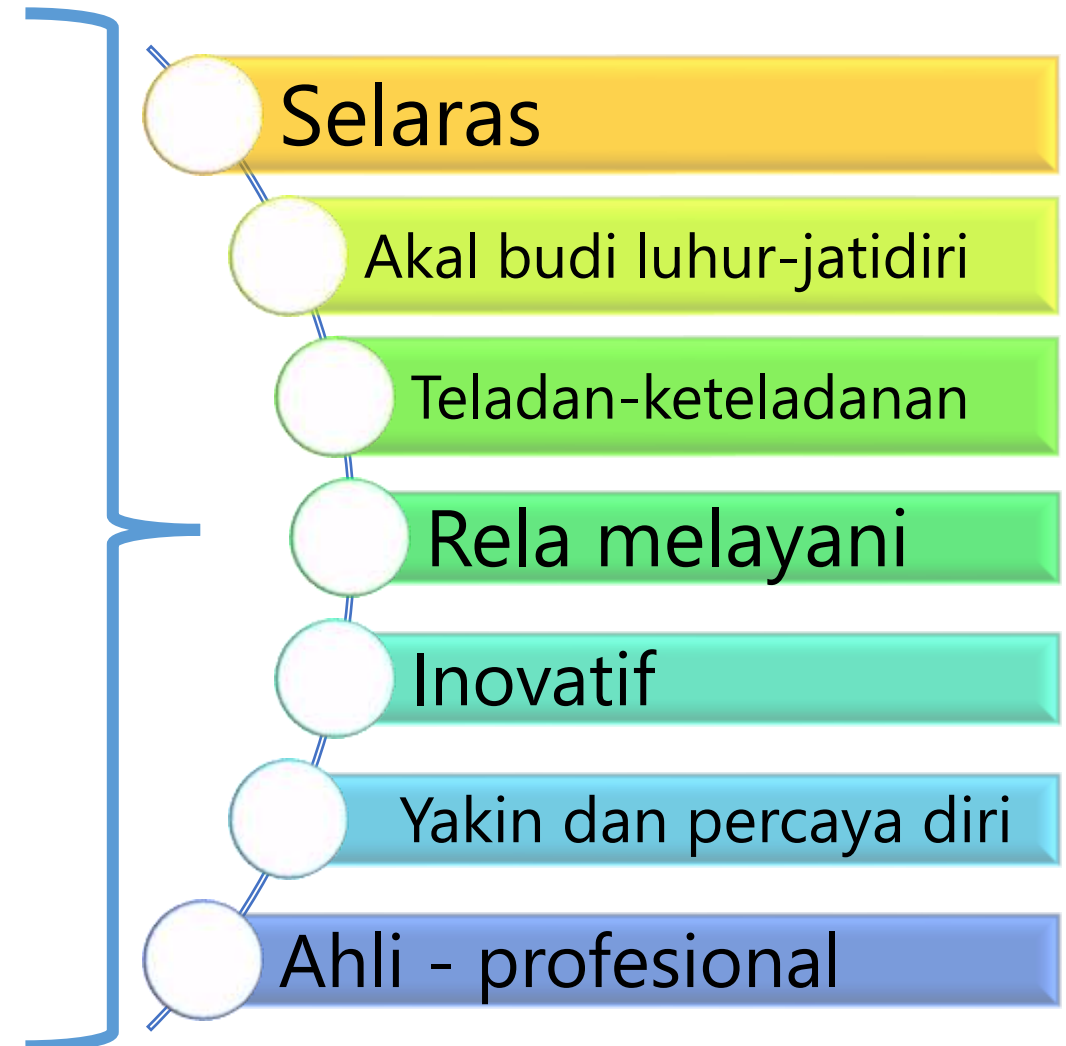 Selaras
Akal budi luhur-jatidiri
Teladan-keteladanan
Rela melayani
Inovatif
Yakin dan percaya diri
Ahli - profesional